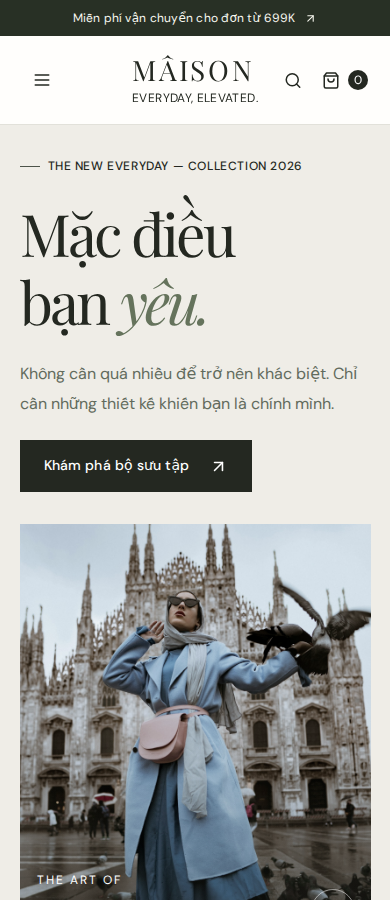 Miễn phí vận chuyển cho đơn từ 699K
MÂISON
EVERYDAY, ELEVATED.
0
THE NEW EVERYDAY — COLLECTION 2026
Mặc điều
bạn yêu.
Không cần quá nhiều để trở nên khác biệt. Chỉ
cần những thiết kế khiến bạn là chính mình.
Khám phá bộ sưu tập
THE ART OF